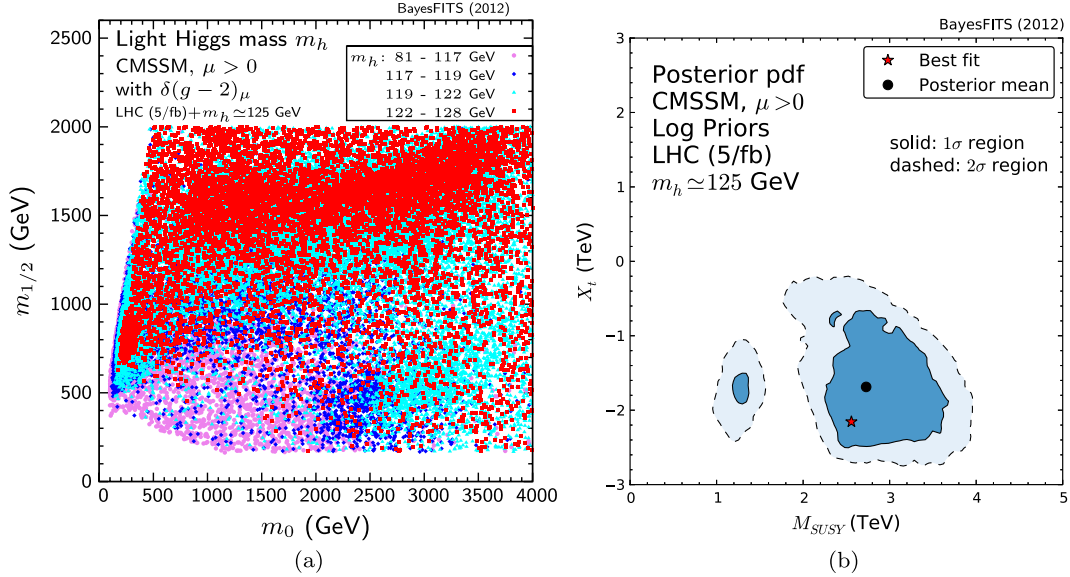 BayesFITS (2012)
Light Higgs mass m_h
CMSSM, μ > 0
with δ(g − 2)_μ
LHC (5/fb)+m_h≃125 GeV
m_h: 81 - 117 GeV
117 - 119 GeV
119 - 122 GeV
122 - 128 GeV
2500
2000
1500
1000
500
0
m_{1/2} (GeV)
0 500 1000 1500 2000 2500 3000 3500 4000
m_0 (GeV)
(a)
BayesFITS (2012)
Posterior pdf
CMSSM, μ>0
Log Priors
LHC (5/fb)
m_h≃125 GeV
Best fit
Posterior mean
solid: 1σ region
dashed: 2σ region
3
2
1
0
−1
−2
−3
X_t (TeV)
0 1 2 3 4 5
M_{SUSY} (TeV)
(b)